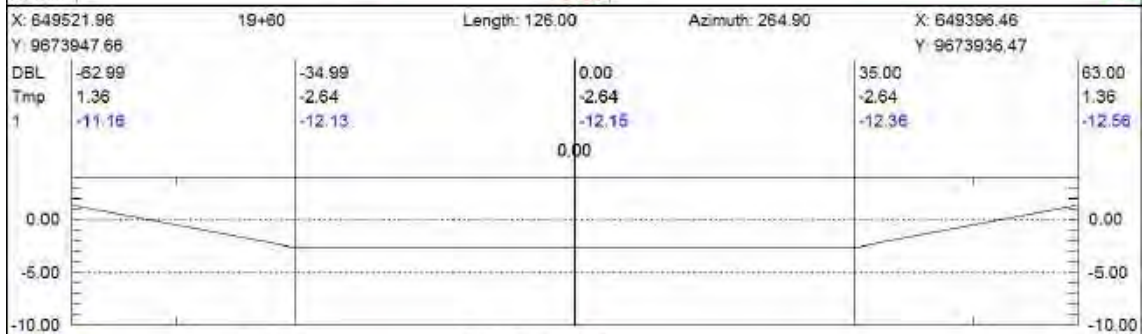 X: 649521.96 19+60 Length: 126.00 Azimuth: 264.90 X: 649396.46
Y: 9673947.66 Y: 9673936.47
DBL -62.99 -34.99 0.00 35.00 63.00
Tmp 1.36 -2.64 -2.64 -2.64 1.36
1 -11.16 -12.13 -12.15 -12.36 -12.56
0.00
0.00 0.00
-5.00 -5.00
-10.00 -10.00